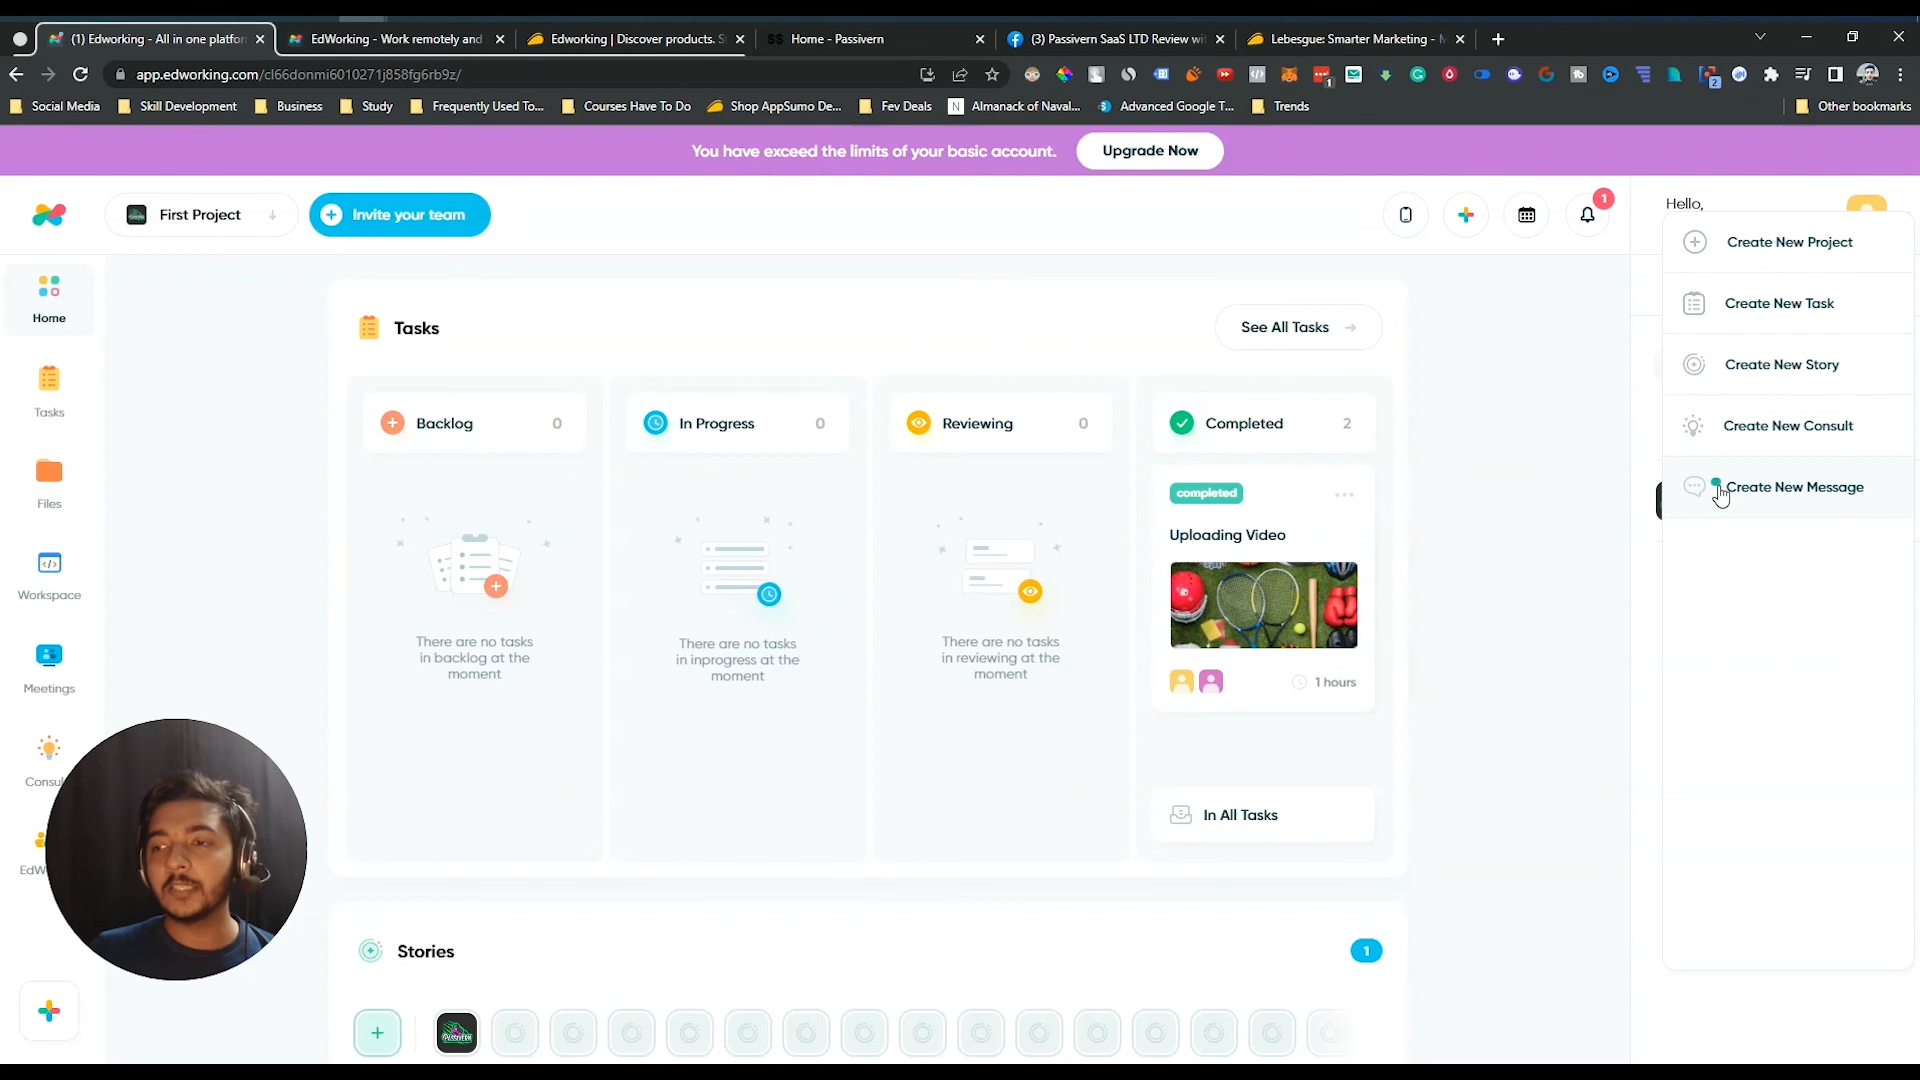 (1) Edworking - All in one platfor
EdWorking - Work remotely and
Edworking | Discover products. S
Home - Passivern
(3) Passivern SaaS LTD Review wi
Lebesgue: Smarter Marketing - M
app.edworking.com/cl66donmi6010271j858fg6rb9z/
Social Media
Skill Development
Business
Study
Frequently Used To...
Courses Have To Do
Shop AppSumo De...
Fev Deals
Almanack of Naval...
Advanced Google T...
Trends
Other bookmarks
You have exceed the limits of your basic account.
Upgrade Now
First Project
Invite your team
1
Hello,
Create New Project
Create New Task
Create New Story
Create New Consult
Create New Message
Home
Tasks
Files
Workspace
Meetings
Consul
EdW
Tasks
See All Tasks
Backlog 0
In Progress 0
Reviewing 0
Completed 2
There are no tasks
in backlog at the
moment
There are no tasks
in inprogress at the
moment
There are no tasks
in reviewing at the
moment
completed
Uploading Video
1 hours
In All Tasks
Stories
1
PASSIVERN